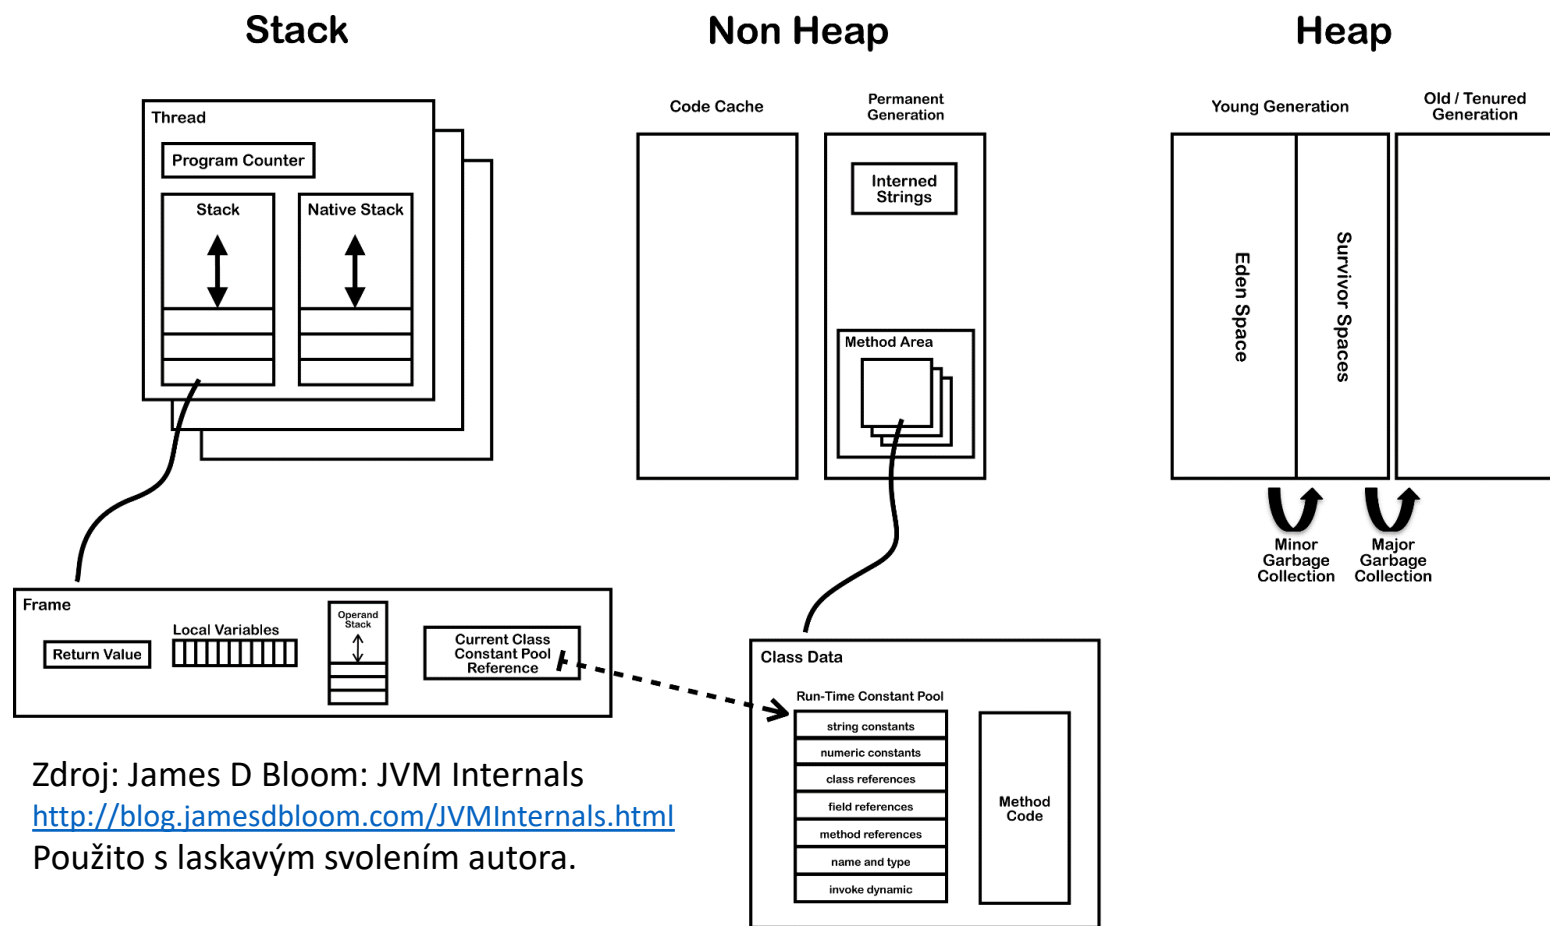 Stack
Non Heap
Heap
Thread
Program Counter
Stack
Native Stack
Code Cache
Permanent
Generation
Interned
Strings
Method Area
Young Generation
Old / Tenured
Generation
Eden Space
Survivor Spaces
Minor
Garbage
Collection
Major
Garbage
Collection
Frame
Return Value
Local Variables
Operand
Stack
Current Class
Constant Pool
Reference
Class Data
Run-Time Constant Pool
string constants
numeric constants
class references
field references
method references
name and type
invoke dynamic
Method
Code
Zdroj: James D Bloom: JVM Internals
http://blog.jamesdbloom.com/JVMInternals.html
Použito s laskavým svolením autora.